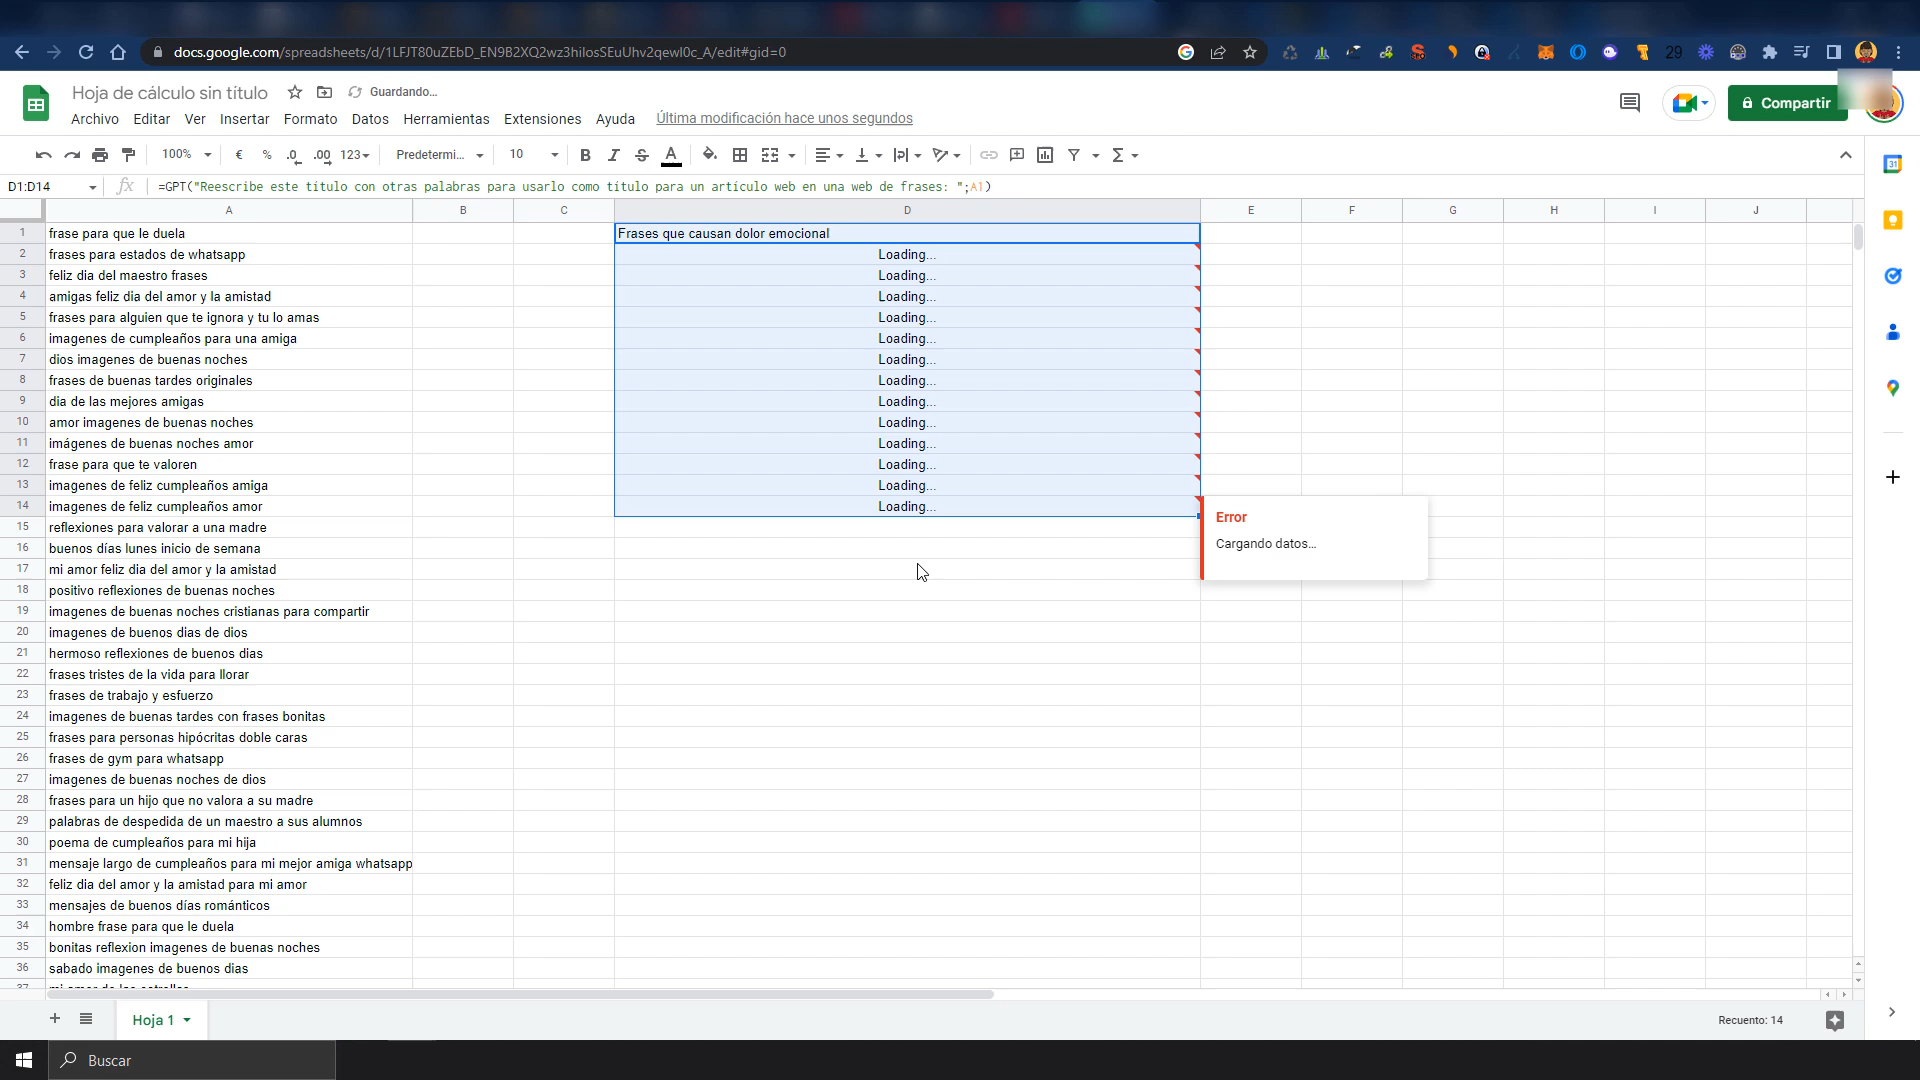 docs.google.com/spreadsheets/d/1LFJT80uZEbD_EN9B2XQ2wz3hilosSEuUhv2qewl0c_A/edit#gid=0
29
Hoja de cálculo sin título
Guardando...
Compartir
Archivo Editar Ver Insertar Formato Datos Herramientas Extensiones Ayuda Última modificación hace unos segundos
100% € % .0 .00 123 Predetermi... 10 B I S A
31
D1:D14 fx =GPT("Reescribe este título con otras palabras para usarlo como título para un artículo web en una web de frases: ";A1)
A B C D E F G H I J
1 frase para que le duela Frases que causan dolor emocional
2 frases para estados de whatsapp Loading...
3 feliz dia del maestro frases Loading...
4 amigas feliz dia del amor y la amistad Loading...
5 frases para alguien que te ignora y tu lo amas Loading...
6 imagenes de cumpleaños para una amiga Loading...
7 dios imagenes de buenas noches Loading...
8 frases de buenas tardes originales Loading...
9 dia de las mejores amigas Loading...
10 amor imagenes de buenas noches Loading...
11 imágenes de buenas noches amor Loading...
12 frase para que te valoren Loading...
13 imagenes de feliz cumpleaños amiga Loading...
14 imagenes de feliz cumpleaños amor Loading...
Error
Cargando datos...
15 reflexiones para valorar a una madre
16 buenos días lunes inicio de semana
17 mi amor feliz dia del amor y la amistad
18 positivo reflexiones de buenas noches
19 imagenes de buenas noches cristianas para compartir
20 imagenes de buenos dias de dios
21 hermoso reflexiones de buenos dias
22 frases tristes de la vida para llorar
23 frases de trabajo y esfuerzo
24 imagenes de buenas tardes con frases bonitas
25 frases para personas hipócritas doble caras
26 frases de gym para whatsapp
27 imagenes de buenas noches de dios
28 frases para un hijo que no valora a su madre
29 palabras de despedida de un maestro a sus alumnos
30 poema de cumpleaños para mi hija
31 mensaje largo de cumpleaños para mi mejor amiga whatsapp
32 feliz dia del amor y la amistad para mi amor
33 mensajes de buenos días románticos
34 hombre frase para que le duela
35 bonitas reflexion imagenes de buenas noches
36 sabado imagenes de buenos dias
Hoja 1
Recuento: 14
Buscar